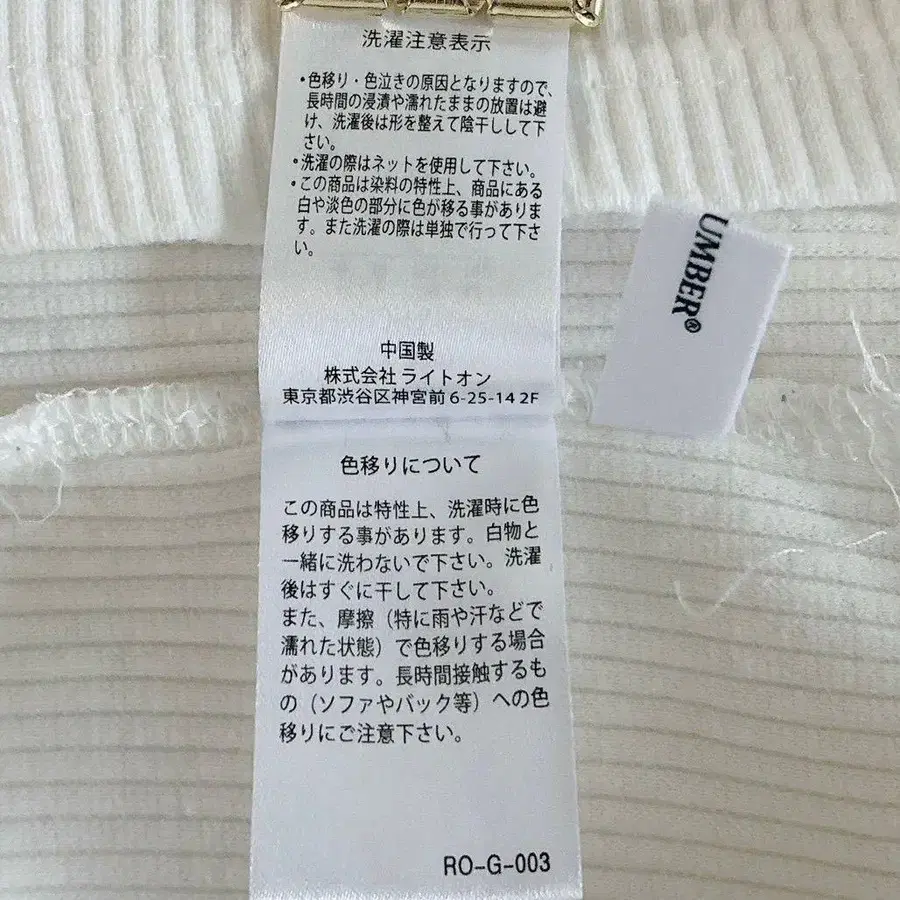 洗濯注意表示
・色移り・色泣きの原因となりますので、
長時間の浸漬や濡れたままの放置は避
け、洗濯後は形を整えて陰干しして下
さい。
・洗濯の際はネットを使用して下さい。
・この商品は染料の特性上、商品にある
白や淡色の部分に色が移る事がありま
す。また洗濯の際は単独で行って下さ
い。
中国製
株式会社 ライトオン
東京都渋谷区神宮前 6-25-14 2F
UMBER®
色移りについて
この商品は特性上、洗濯時に色
移りする事があります。白物と
一緒に洗わないで下さい。洗濯
後はすぐに干して下さい。
また、摩擦（特に雨や汗などで
濡れた状態）で色移りする場合
があります。長時間接触するも
の（ソファやバック等）への色
移りにご注意下さい。
RO-G-003